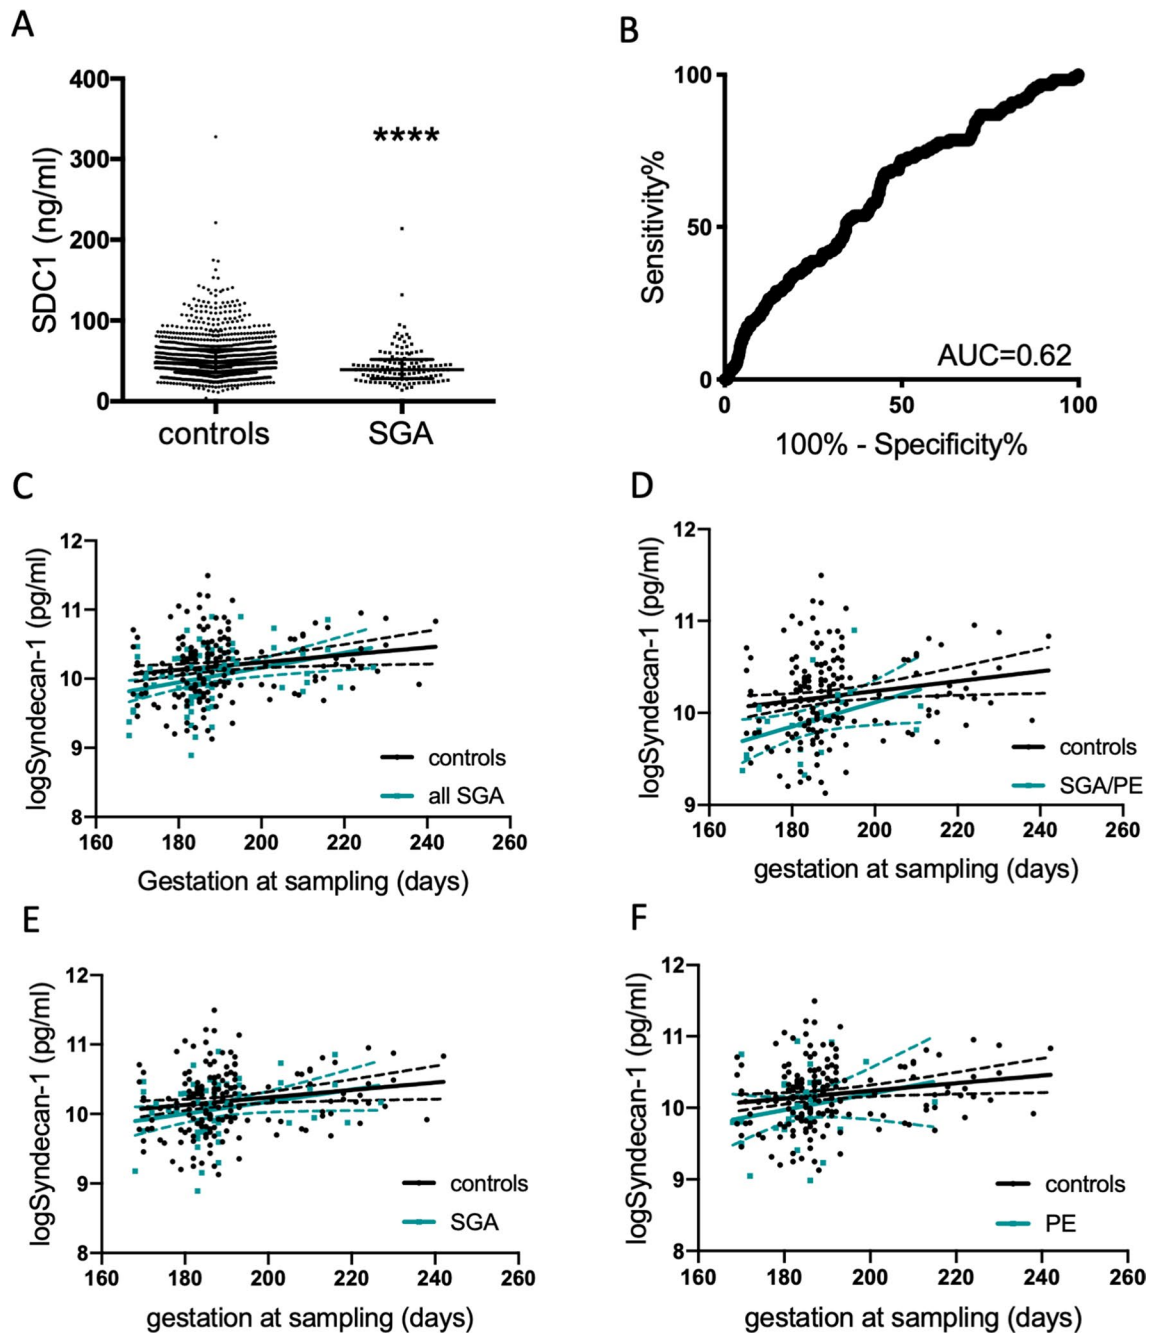 A
SDC1 (ng/ml)
400
300
200
100
0
****
controls
SGA
B
Sensitivity%
100
50
0
AUC=0.62
0
50
100
100% - Specificity%
C
logSyndecan-1 (pg/ml)
12
11
10
9
8
controls
all SGA
160
180
200
220
240
260
Gestation at sampling (days)
D
logSyndecan-1 (pg/ml)
12
11
10
9
controls
SGA/PE
160
180
200
220
240
260
gestation at sampling (days)
E
logSyndecan-1 (pg/ml)
12
11
10
9
8
controls
SGA
160
180
200
220
240
260
gestation at sampling (days)
F
logSyndecan-1 (pg/ml)
12
11
10
9
8
controls
PE
160
180
200
220
240
260
gestation at sampling (days)